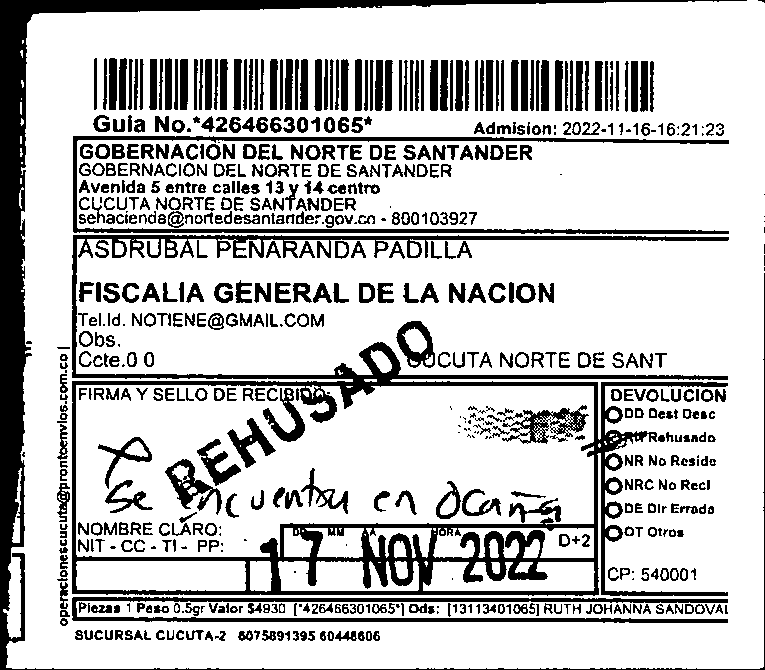 Guia No.*426466301065*
Admision: 2022-11-16-16:21:23
GOBERNACION DEL NORTE DE SANTANDER
GOBERNACION DEL NORTE DE SANTANDER
Avenida 5 entre calles 13 y 14 centro
CUCUTA NORTE DE SANTANDER
sehacienda@nortedesantander.gov.co - 800103927
ASDRUBAL PEÑARANDA PADILLA
FISCALIA GENERAL DE LA NACION
Tel.Id. NOTIENE@GMAIL.COM
Obs.
Ccte.0 0
CUCUTA NORTE DE SANT
REHUSADO
FIRMA Y SELLO DE RECIBIDO:
Se encuentra en Ocaña
NOMBRE CLARO:
NIT - CC - TI - PP:
DD MM AA HORA
17 NOV 2022
D+2
DEVOLUCION
DD Dest Desc
RH Rehusado
NR No Reside
NRC No Recl
DE Dir Errada
OT Otros
CP: 540001
Piezas 1 Peso 0.5gr Valor $4930 [*426466301065*] Ods: [13113401065] RUTH JOHANNA SANDOVAL
SUCURSAL CUCUTA-2 6075891395 60448606
operacionescucuta@prontoenvios.com.co |